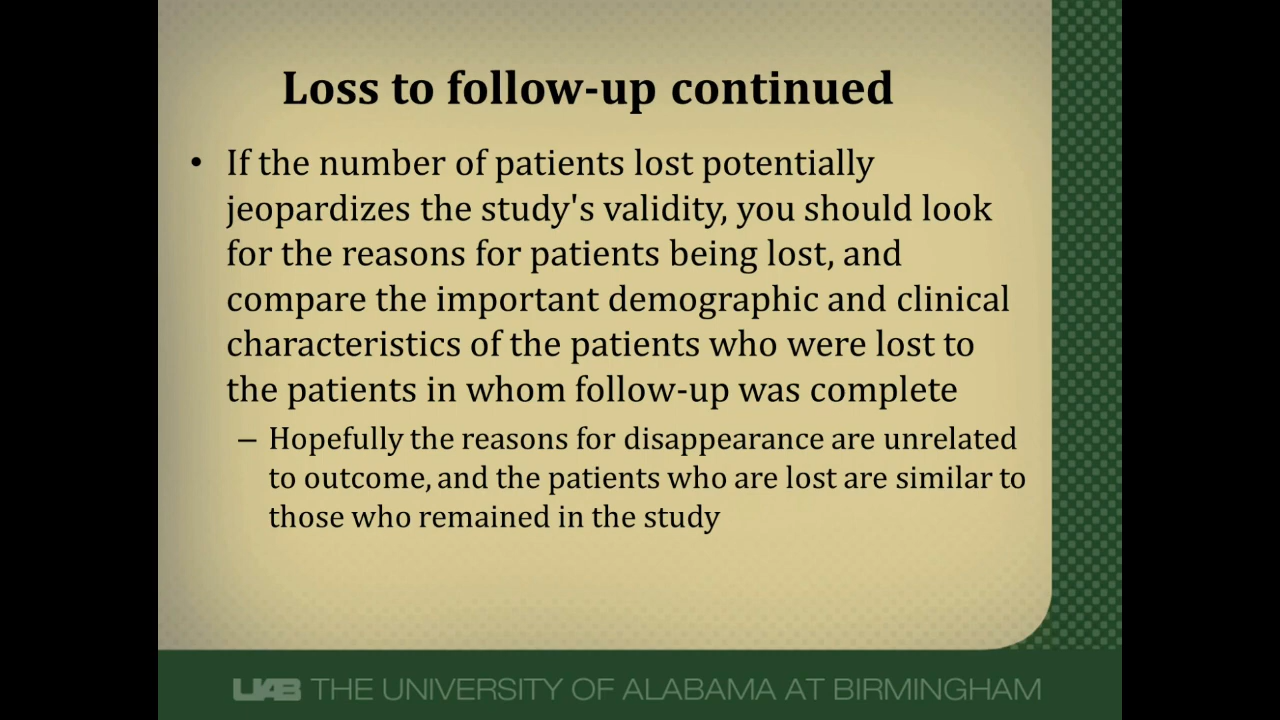 Loss to follow-up continued
• If the number of patients lost potentially
jeopardizes the study's validity, you should look
for the reasons for patients being lost, and
compare the important demographic and clinical
characteristics of the patients who were lost to
the patients in whom follow-up was complete
– Hopefully the reasons for disappearance are unrelated
to outcome, and the patients who are lost are similar to
those who remained in the study
UAB THE UNIVERSITY OF ALABAMA AT BIRMINGHAM